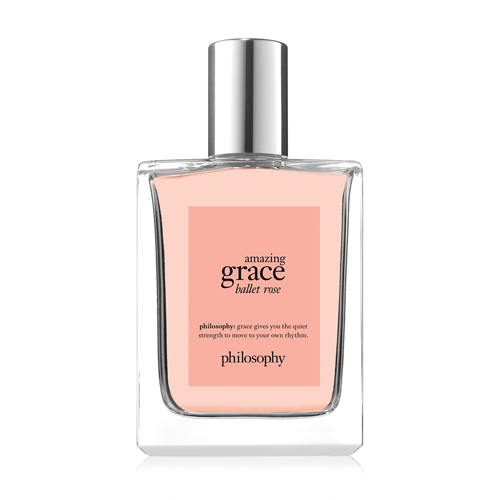 amazing
grace
ballet rose
philosophy: grace gives you the quiet
strength to move to your own rhythm.
philosophy